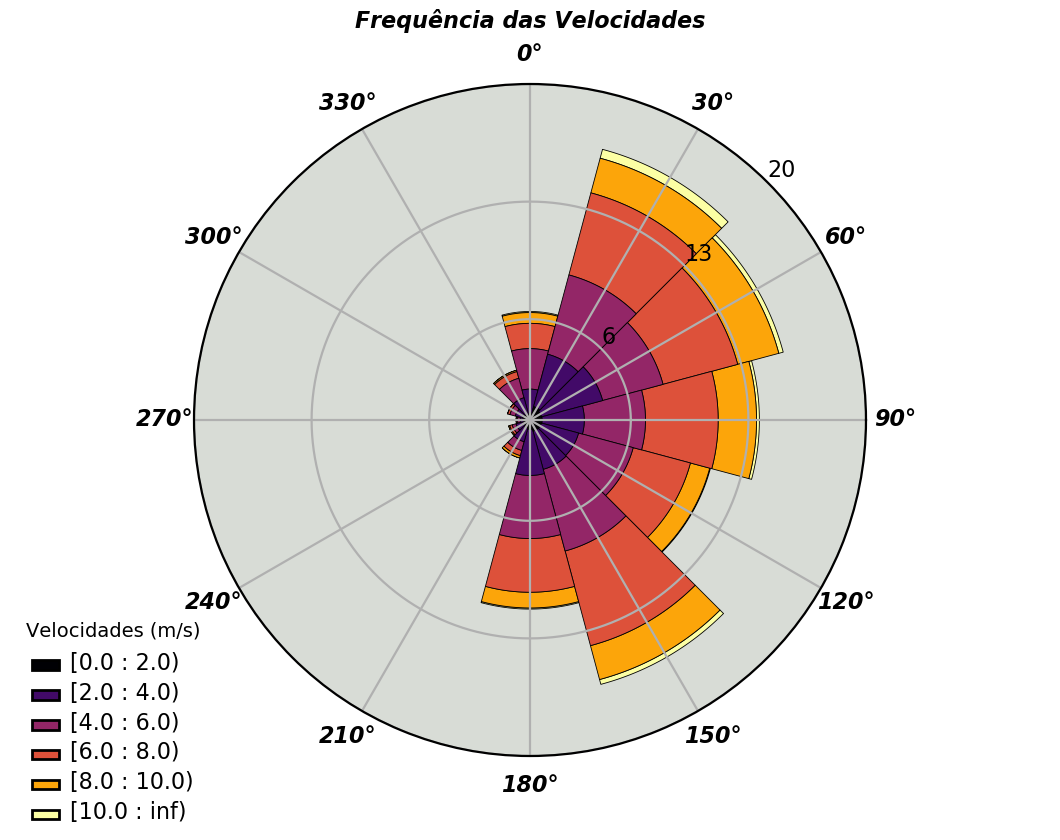 Frequência das Velocidades
0°
330°
30°
20
300°
60°
13
6
270°
90°
240°
120°
210°
150°
180°
Velocidades (m/s)
[0.0 : 2.0)
[2.0 : 4.0)
[4.0 : 6.0)
[6.0 : 8.0)
[8.0 : 10.0)
[10.0 : inf)